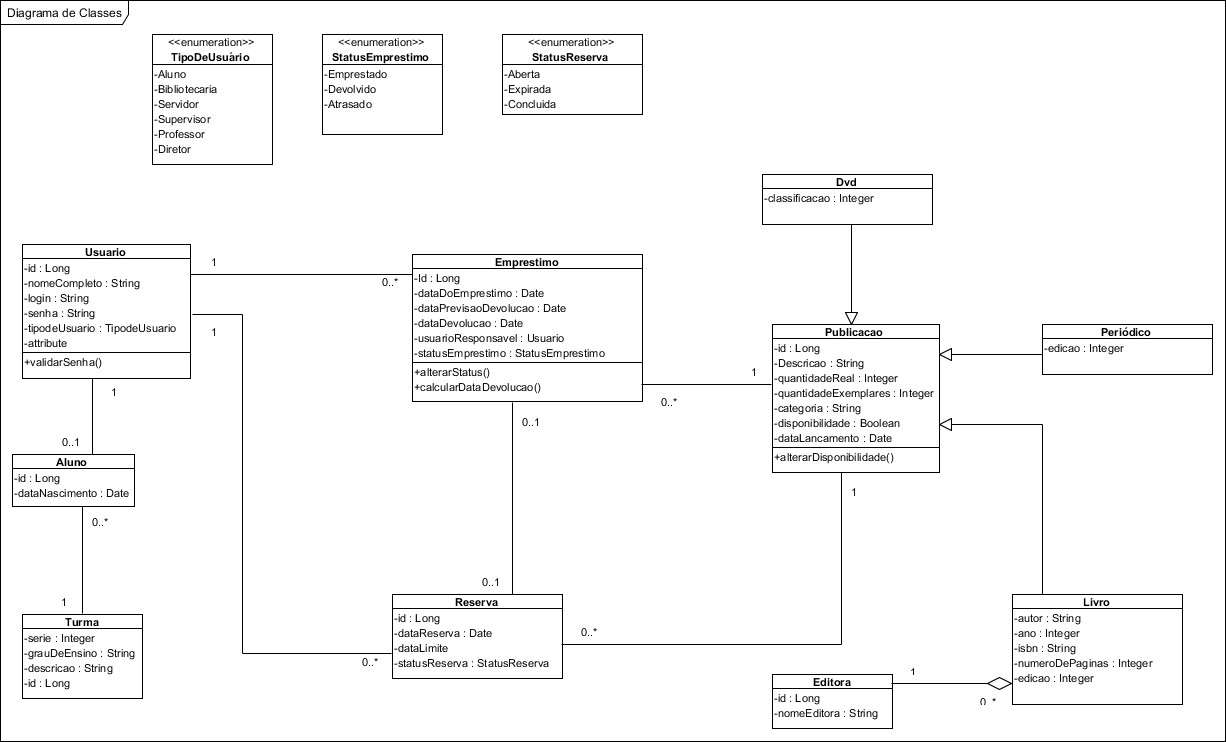 Diagrama de Classes
<<enumeration>>
TipoDeUsuário
-Aluno
-Bibliotecaria
-Servidor
-Supervisor
-Professor
-Diretor
<<enumeration>>
StatusEmprestimo
-Emprestado
-Devolvido
-Atrasado
<<enumeration>>
StatusReserva
-Aberta
-Expirada
-Concluida
Dvd
-classificacao : Integer
Usuario
-id : Long
-nomeCompleto : String
-login : String
-senha : String
-tipodeUsuario : TipodeUsuario
-attribute
+validarSenha()
1
0..*
1
Emprestimo
-Id : Long
-dataDoEmprestimo : Date
-dataPrevisaoDevolucao : Date
-dataDevolucao : Date
-usuarioResponsavel : Usuario
-statusEmprestimo : StatusEmprestimo
+alterarStatus()
+calcularDataDevolucao()
1
0..*
Publicacao
-id : Long
-Descricao : String
-quantidadeReal : Integer
-quantidadeExemplares : Integer
-categoria : String
-disponibilidade : Boolean
-dataLancamento : Date
+alterarDisponibilidade()
Periódico
-edicao : Integer
1
0..1
0..1
1
Aluno
-id : Long
-dataNascimento : Date
0..*
1
Turma
-serie : Integer
-grauDeEnsino : String
-descricao : String
-id : Long
0..1
0..*
Reserva
-id : Long
-dataReserva : Date
-dataLimite
-statusReserva : StatusReserva
0..*
Livro
-autor : String
-ano : Integer
-isbn : String
-numeroDePaginas : Integer
-edicao : Integer
1
0..*
Editora
-id : Long
-nomeEditora : String